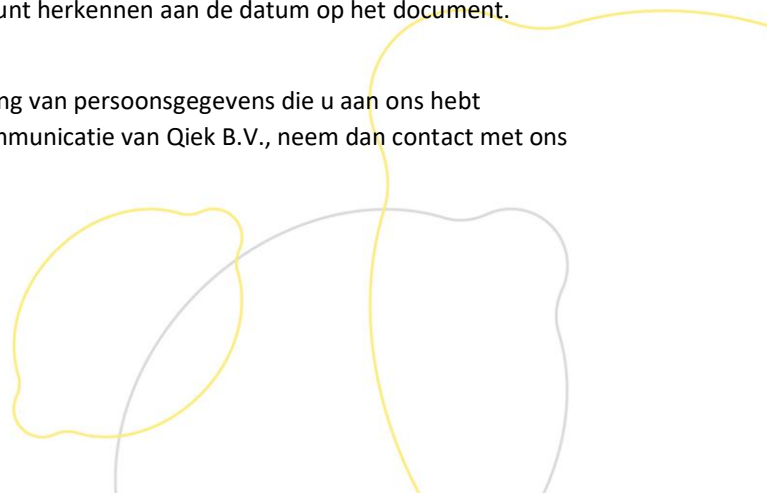 unt herkennen aan de datum op het document.
ng van persoonsgegevens die u aan ons hebt
mmunicatie van Qiek B.V., neem dan contact met ons